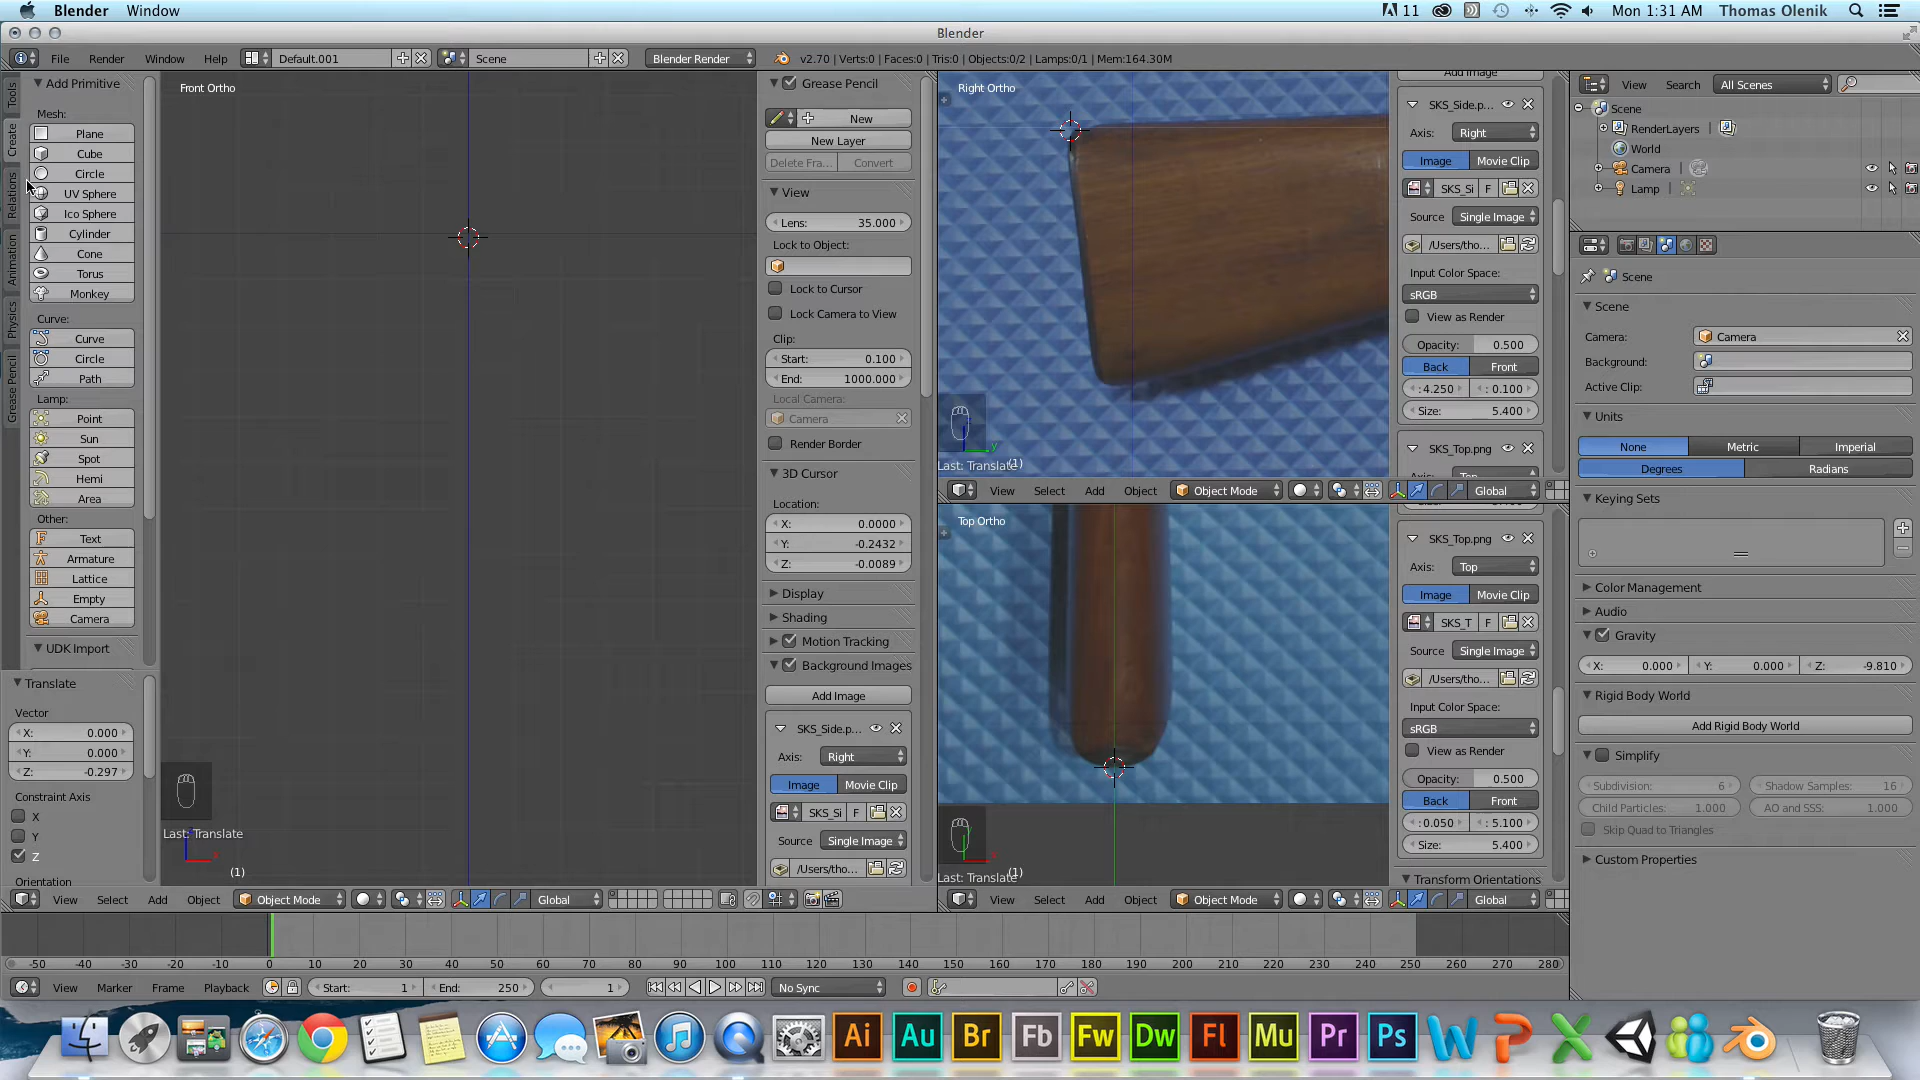 Blender Window 11 Mon 1:31 AM Thomas Olenik
Blender
File Render Window Help Default.001 Scene Blender Render v2.70 | Verts:0 | Faces:0 | Tris:0 | Objects:0/2 | Lamps:0/1 | Mem:164.30M
Tools
Create
Relations
Animation
Physics
Grease Pencil
Add Primitive
Mesh:
Plane
Cube
Circle
UV Sphere
Ico Sphere
Cylinder
Cone
Torus
Monkey
Curve:
Curve
Circle
Path
Lamp:
Point
Sun
Spot
Hemi
Area
Other:
Text
Armature
Lattice
Empty
Camera
UDK Import
Translate
Vector
X: 0.000
Y: 0.000
Z: -0.297
Constraint Axis
X
Y
Z
Orientation
Front Ortho
Last: Translate
(1)
View Select Add Object Object Mode Global
Grease Pencil
New
New Layer
Delete Fra... Convert
View
Lens: 35.000
Lock to Object:
Lock to Cursor
Lock Camera to View
Clip:
Start: 0.100
End: 1000.000
Local Camera:
Camera
Render Border
3D Cursor
Location:
X: 0.0000
Y: -0.2432
Z: -0.0089
Display
Shading
Motion Tracking
Background Images
Add Image
SKS_Side.p...
Axis: Right
Image Movie Clip
SKS_Si F
Source Single Image
/Users/tho...
Right Ortho
Last: Translate (1)
View Select Add Object Object Mode Global
Add Image
SKS_Side.p...
Axis: Right
Image Movie Clip
SKS_Si F
Source Single Image
/Users/tho...
Input Color Space:
sRGB
View as Render
Opacity: 0.500
Back Front
:4.250 : 0.100
Size: 5.400
SKS_Top.png
Axis: Top
Top Ortho
Last: Translate (1)
View Select Add Object Object Mode Global
SKS_Top.png
Axis: Top
Image Movie Clip
SKS_T F
Source Single Image
/Users/tho...
Input Color Space:
sRGB
View as Render
Opacity: 0.500
Back Front
:0.050 : 5.100
Size: 5.400
Transform Orientations
View Search All Scenes
Scene
RenderLayers
World
Camera
Lamp
Scene
Scene
Camera: Camera
Background:
Active Clip:
Units
None Metric Imperial
Degrees Radians
Keying Sets
Color Management
Audio
Gravity
X: 0.000 Y: 0.000 Z: -9.810
Rigid Body World
Add Rigid Body World
Simplify
Subdivision: 6 Shadow Samples: 16
Child Particles: 1.000 AO and SSS: 1.000
Skip Quad to Triangles
Custom Properties
-50 -40 -30 -20 -10 0 10 20 30 40 50 60 70 80 90 100 110 120 130 140 150 160 170 180 190 200 210 220 230 240 250 260 270 280
View Marker Frame Playback Start: 1 End: 250 1 No Sync
Ai Au Br Fb Fw Dw Fl Mu Pr Ps